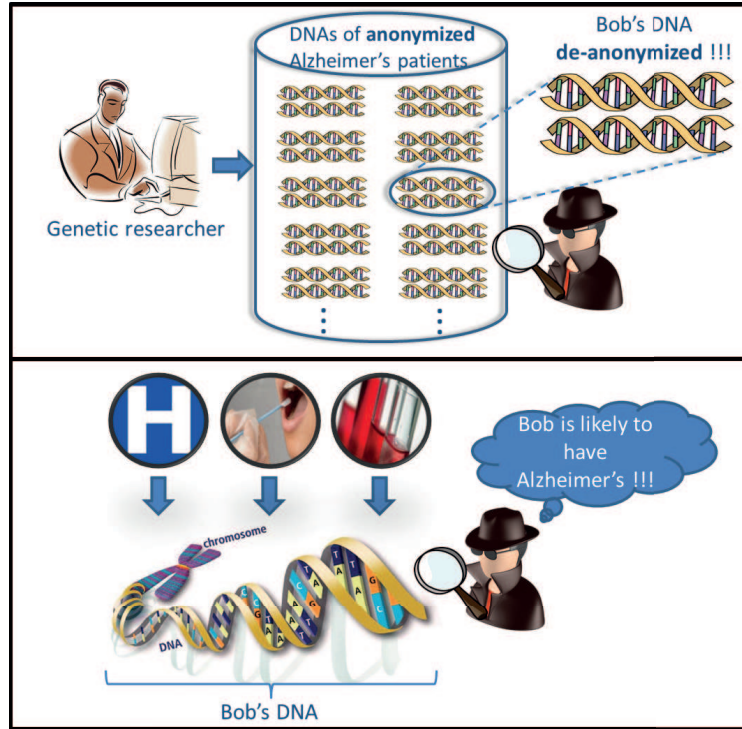 DNAs of anonymized
Alzheimer's patients
Bob's DNA
de-anonymized !!!
Genetic researcher
H
Bob is likely to
have
Alzheimer's !!!
chromosome
DNA
Bob's DNA